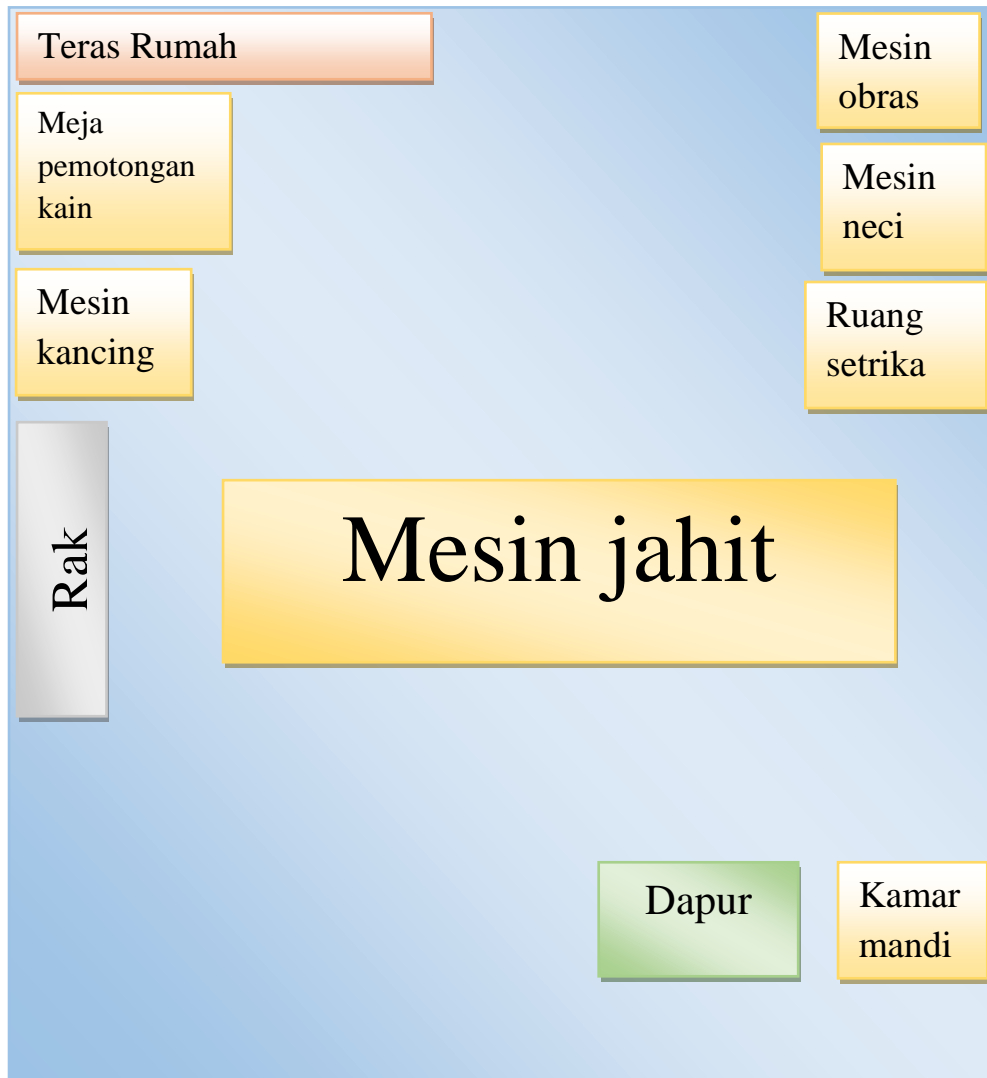 Teras Rumah
Meja
pemotongan
kain
Mesin
kancing
Rak
Mesin
obras
Mesin
neci
Ruang
setrika
Mesin jahit
Dapur
Kamar
mandi